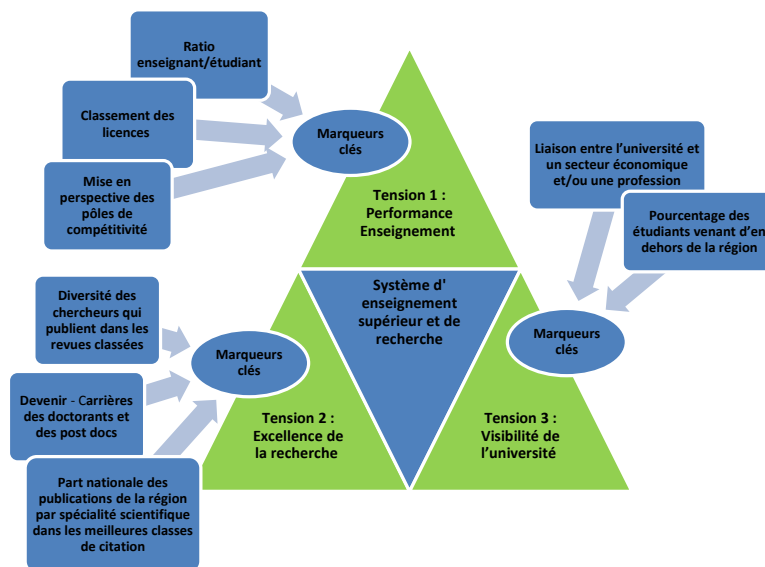 Ratio
enseignant/étudiant
Classement des
licences
Mise en
perspective des
pôles de
compétitivité
Marqueurs
clés
Tension 1 :
Performance
Enseignement
Liaison entre l'université et
un secteur économique
et/ou une profession
Pourcentage des
étudiants venant d'en
dehors de la région
Marqueurs
clés
Système d'
enseignement
supérieur et de
recherche
Diversité des
chercheurs qui
publient dans les
revues classées
Devenir - Carrières
des doctorants et
des post docs
Part nationale des
publications de la région
par spécialité scientifique
dans les meilleures classes
de citation
Marqueurs
clés
Tension 2 :
Excellence de
la recherche
Tension 3 :
Visibilité de
l'université